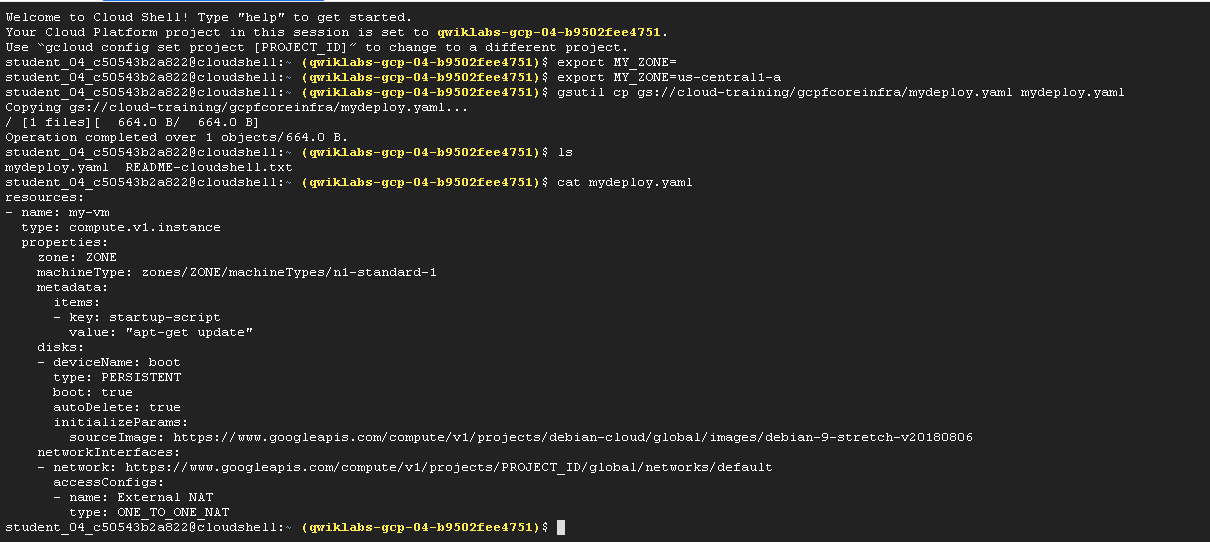 Welcome to Cloud Shell! Type "help" to get started.
Your Cloud Platform project in this session is set to qwiklabs-gcp-04-b9502fee4751.
Use “gcloud config set project [PROJECT_ID]” to change to a different project.
student_04_c50543b2a822@cloudshell:~ (qwiklabs-gcp-04-b9502fee4751)$ export MY_ZONE=
student_04_c50543b2a822@cloudshell:~ (qwiklabs-gcp-04-b9502fee4751)$ export MY_ZONE=us-central1-a
student_04_c50543b2a822@cloudshell:~ (qwiklabs-gcp-04-b9502fee4751)$ gsutil cp gs://cloud-training/gcpfcoreinfra/mydeploy.yaml mydeploy.yaml
Copying gs://cloud-training/gcpfcoreinfra/mydeploy.yaml...
/ [1 files][  664.0 B/  664.0 B]
Operation completed over 1 objects/664.0 B.
student_04_c50543b2a822@cloudshell:~ (qwiklabs-gcp-04-b9502fee4751)$ ls
mydeploy.yaml  README-cloudshell.txt
student_04_c50543b2a822@cloudshell:~ (qwiklabs-gcp-04-b9502fee4751)$ cat mydeploy.yaml
resources:
- name: my-vm
  type: compute.v1.instance
  properties:
    zone: ZONE
    machineType: zones/ZONE/machineTypes/n1-standard-1
    metadata:
      items:
      - key: startup-script
        value: "apt-get update"
    disks:
    - deviceName: boot
      type: PERSISTENT
      boot: true
      autoDelete: true
      initializeParams:
        sourceImage: https://www.googleapis.com/compute/v1/projects/debian-cloud/global/images/debian-9-stretch-v20180806
    networkInterfaces:
    - network: https://www.googleapis.com/compute/v1/projects/PROJECT_ID/global/networks/default
      accessConfigs:
      - name: External NAT
        type: ONE_TO_ONE_NAT
student_04_c50543b2a822@cloudshell:~ (qwiklabs-gcp-04-b9502fee4751)$